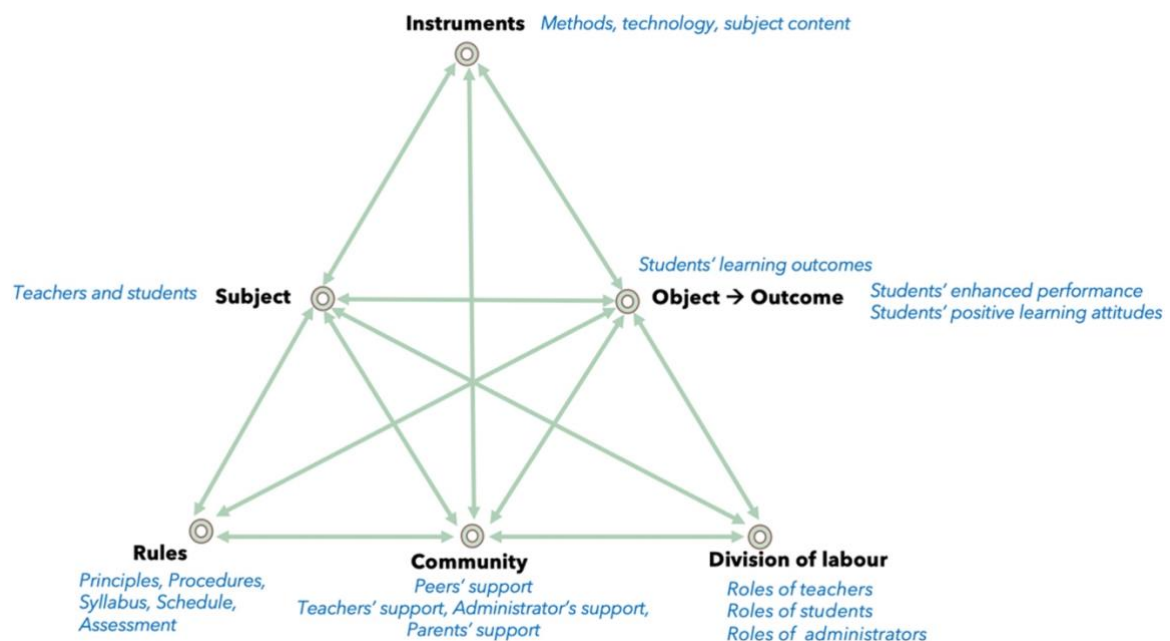 Instruments Methods, technology, subject content
Students’ learning outcomes
Teachers and students Subject Object → Outcome Students’ enhanced performance
Students’ positive learning attitudes
Rules
Principles, Procedures,
Syllabus, Schedule,
Assessment
Community
Peers’ support
Teachers’ support, Administrator’s support,
Parents’ support
Division of labour
Roles of teachers
Roles of students
Roles of administrators